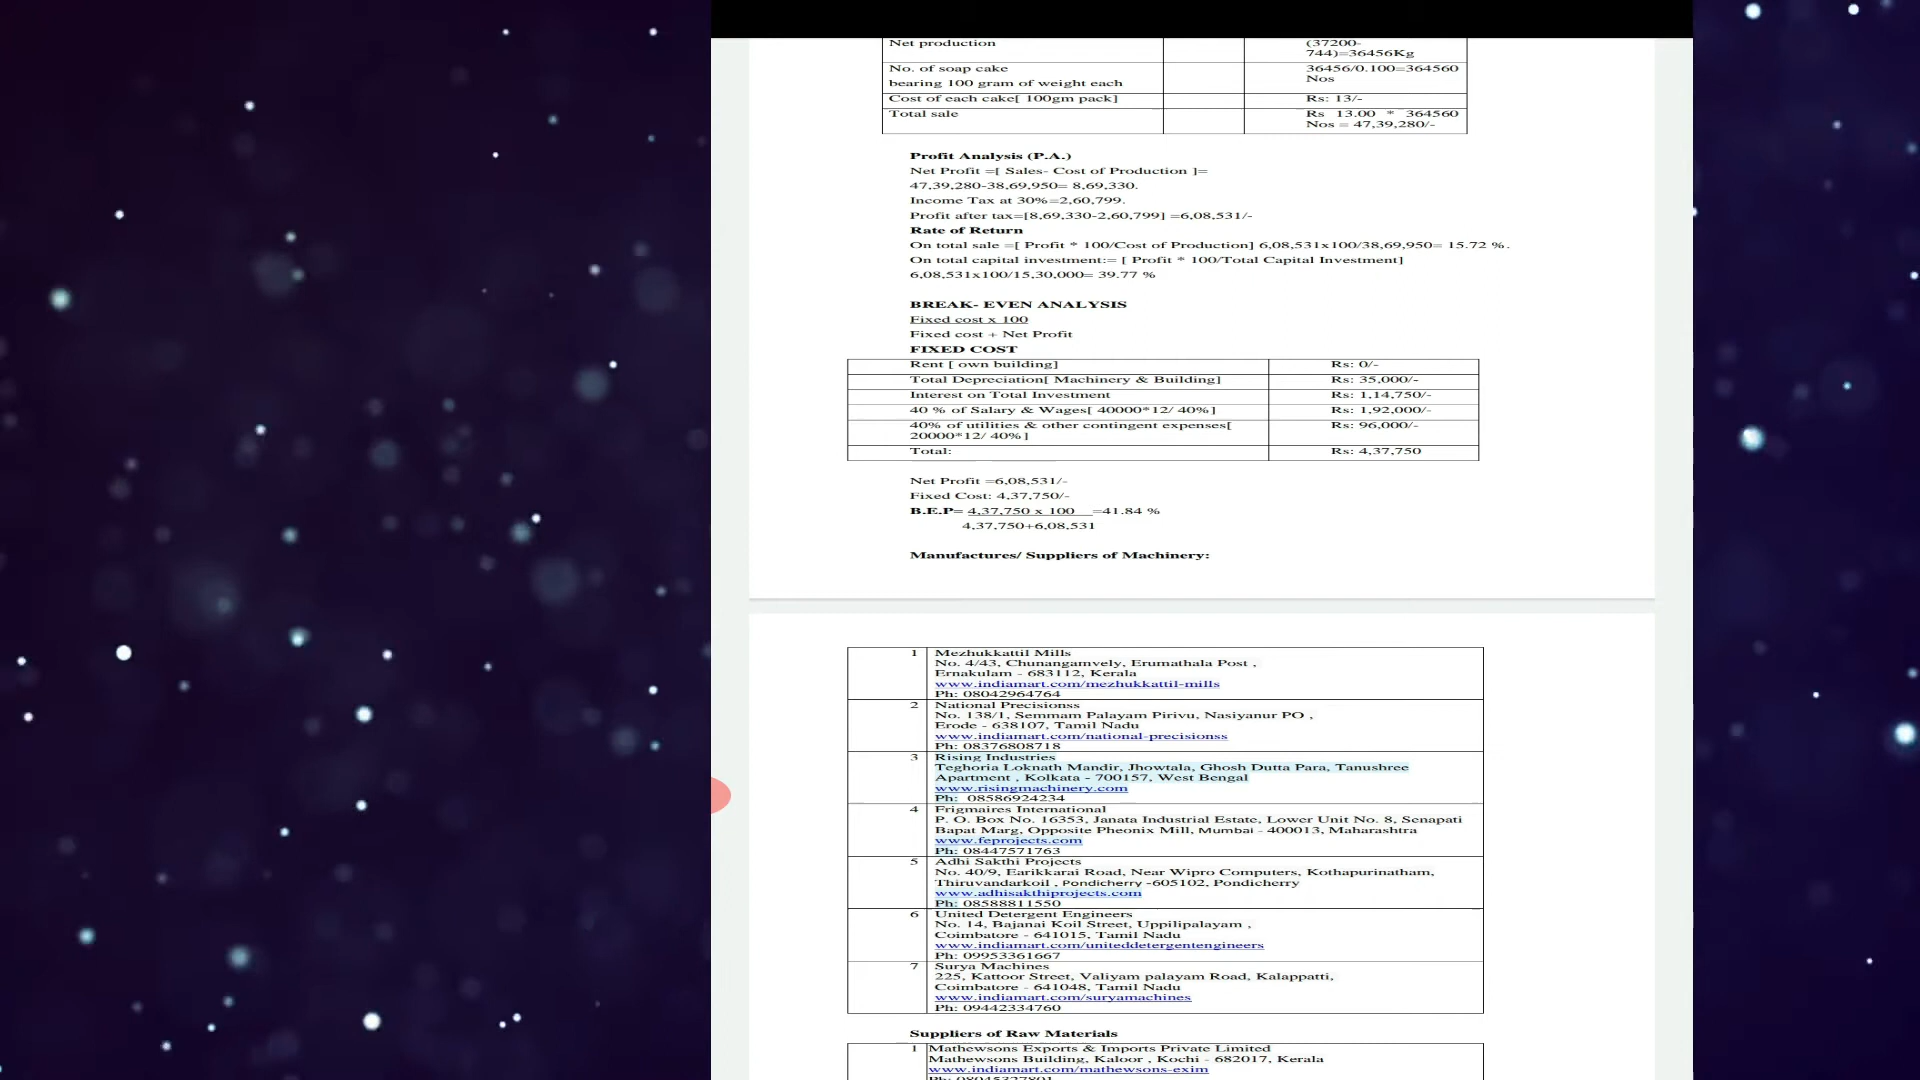 Net production
(37200-
744)=36456Kg
No. of soap cake
bearing 100 gram of weight each
36456/0.100=364560
Nos
Cost of each cake[ 100gm pack]
Rs: 13/-
Total sale
Rs 13.00 * 364560
Nos = 47,39,280/-
Profit Analysis (P.A.)
Net Profit =[ Sales- Cost of Production ]=
47,39,280-38,69,950= 8,69,330.
Income Tax at 30%=2,60,799.
Profit after tax=[8,69,330-2,60,799] =6,08,531/-
Rate of Return
On total sale =[ Profit * 100/Cost of Production] 6,08,531x100/38,69,950= 15.72 %.
On total capital investment:= [ Profit * 100/Total Capital Investment]
6,08,531x100/15,30,000= 39.77 %
BREAK- EVEN ANALYSIS
Fixed cost x 100
Fixed cost + Net Profit
FIXED COST
Rent [ own building] Rs: 0/-
Total Depreciation[ Machinery & Building] Rs: 35,000/-
Interest on Total Investment Rs: 1,14,750/-
40 % of Salary & Wages[ 40000*12/ 40%] Rs: 1,92,000/-
40% of utilities & other contingent expenses[ Rs: 96,000/-
20000*12/ 40%]
Total: Rs: 4,37,750
Net Profit =6,08,531/-
Fixed Cost: 4,37,750/-
B.E.P= 4,37,750 x 100 =41.84 %
4,37,750+6,08,531
Manufactures/ Suppliers of Machinery:
1 Mezhukkattil Mills
No. 4/43, Chunangamvely, Erumathala Post ,
Ernakulam - 683112, Kerala
www.indiamart.com/mezhukkattil-mills
Ph: 08042964764
2 National Precisionss
No. 138/1, Semmam Palayam Pirivu, Nasiyanur PO ,
Erode - 638107, Tamil Nadu
www.indiamart.com/national-precisionss
Ph: 08376808718
3 Rising Industries
Teghoria Loknath Mandir, Jhowtala, Ghosh Dutta Para, Tanushree
Apartment , Kolkata - 700157, West Bengal
www.risingmachinery.com
Ph: 08586924234
4 Frigmaires International
P. O. Box No. 16353, Janata Industrial Estate, Lower Unit No. 8, Senapati
Bapat Marg, Opposite Pheonix Mill, Mumbai - 400013, Maharashtra
www.feprojects.com
Ph: 08447571763
5 Adhi Sakthi Projects
No. 40/9, Earikkarai Road, Near Wipro Computers, Kothapurinatham,
Thiruvandarkoil , Pondicherry -605102, Pondicherry
www.adhisakthiprojects.com
Ph: 08588811550
6 United Detergent Engineers
No. 14, Bajanai Koil Street, Uppilipalayam ,
Coimbatore - 641015, Tamil Nadu
www.indiamart.com/uniteddetergentengineers
Ph: 09953361667
7 Surya Machines
225, Kattoor Street, Valiyam palayam Road, Kalappatti,
Coimbatore - 641048, Tamil Nadu
www.indiamart.com/suryamachines
Ph: 09442334760
Suppliers of Raw Materials
1 Mathewsons Exports & Imports Private Limited
Mathewsons Building, Kaloor , Kochi - 682017, Kerala
www.indiamart.com/mathewsons-exim